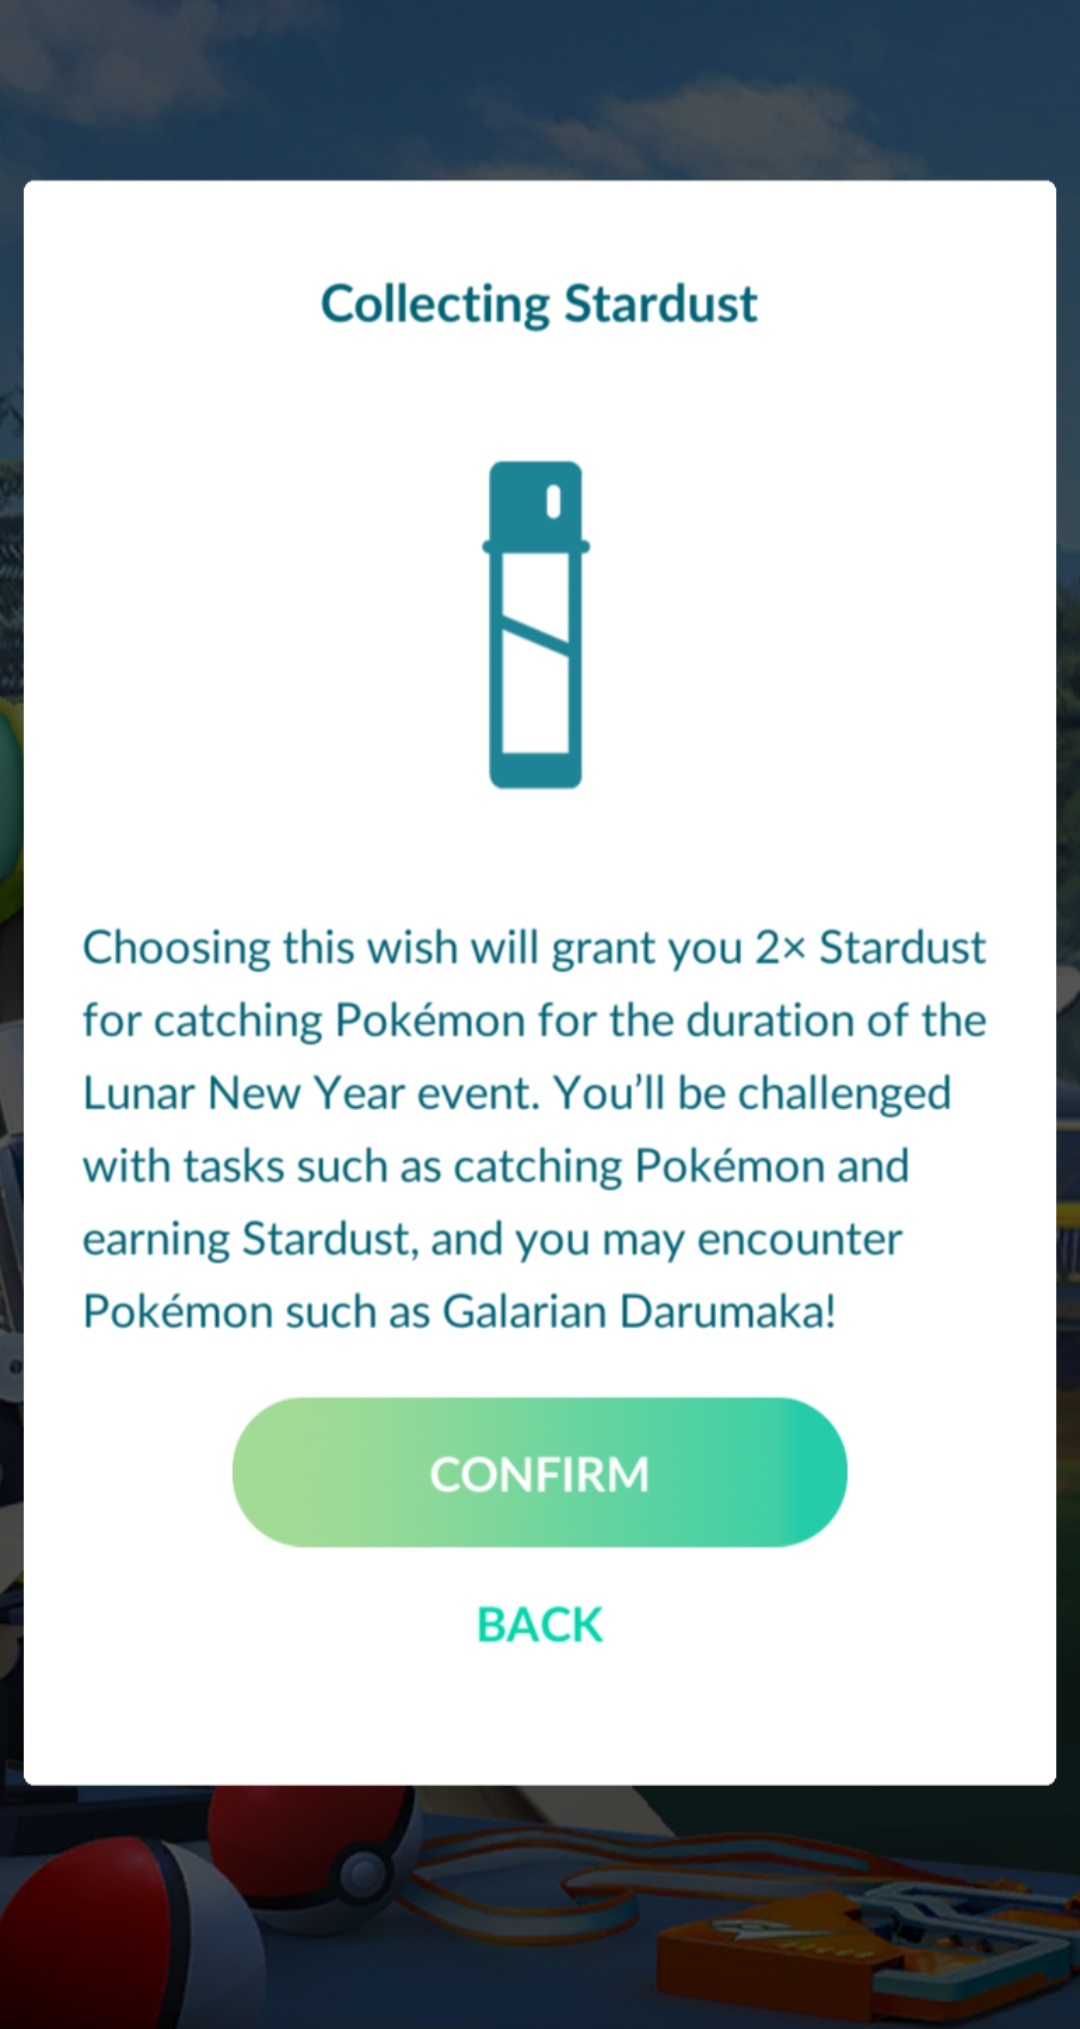 Collecting Stardust
Choosing this wish will grant you 2× Stardust
for catching Pokémon for the duration of the
Lunar New Year event. You’ll be challenged
with tasks such as catching Pokémon and
earning Stardust, and you may encounter
Pokémon such as Galarian Darumaka!
CONFIRM
BACK